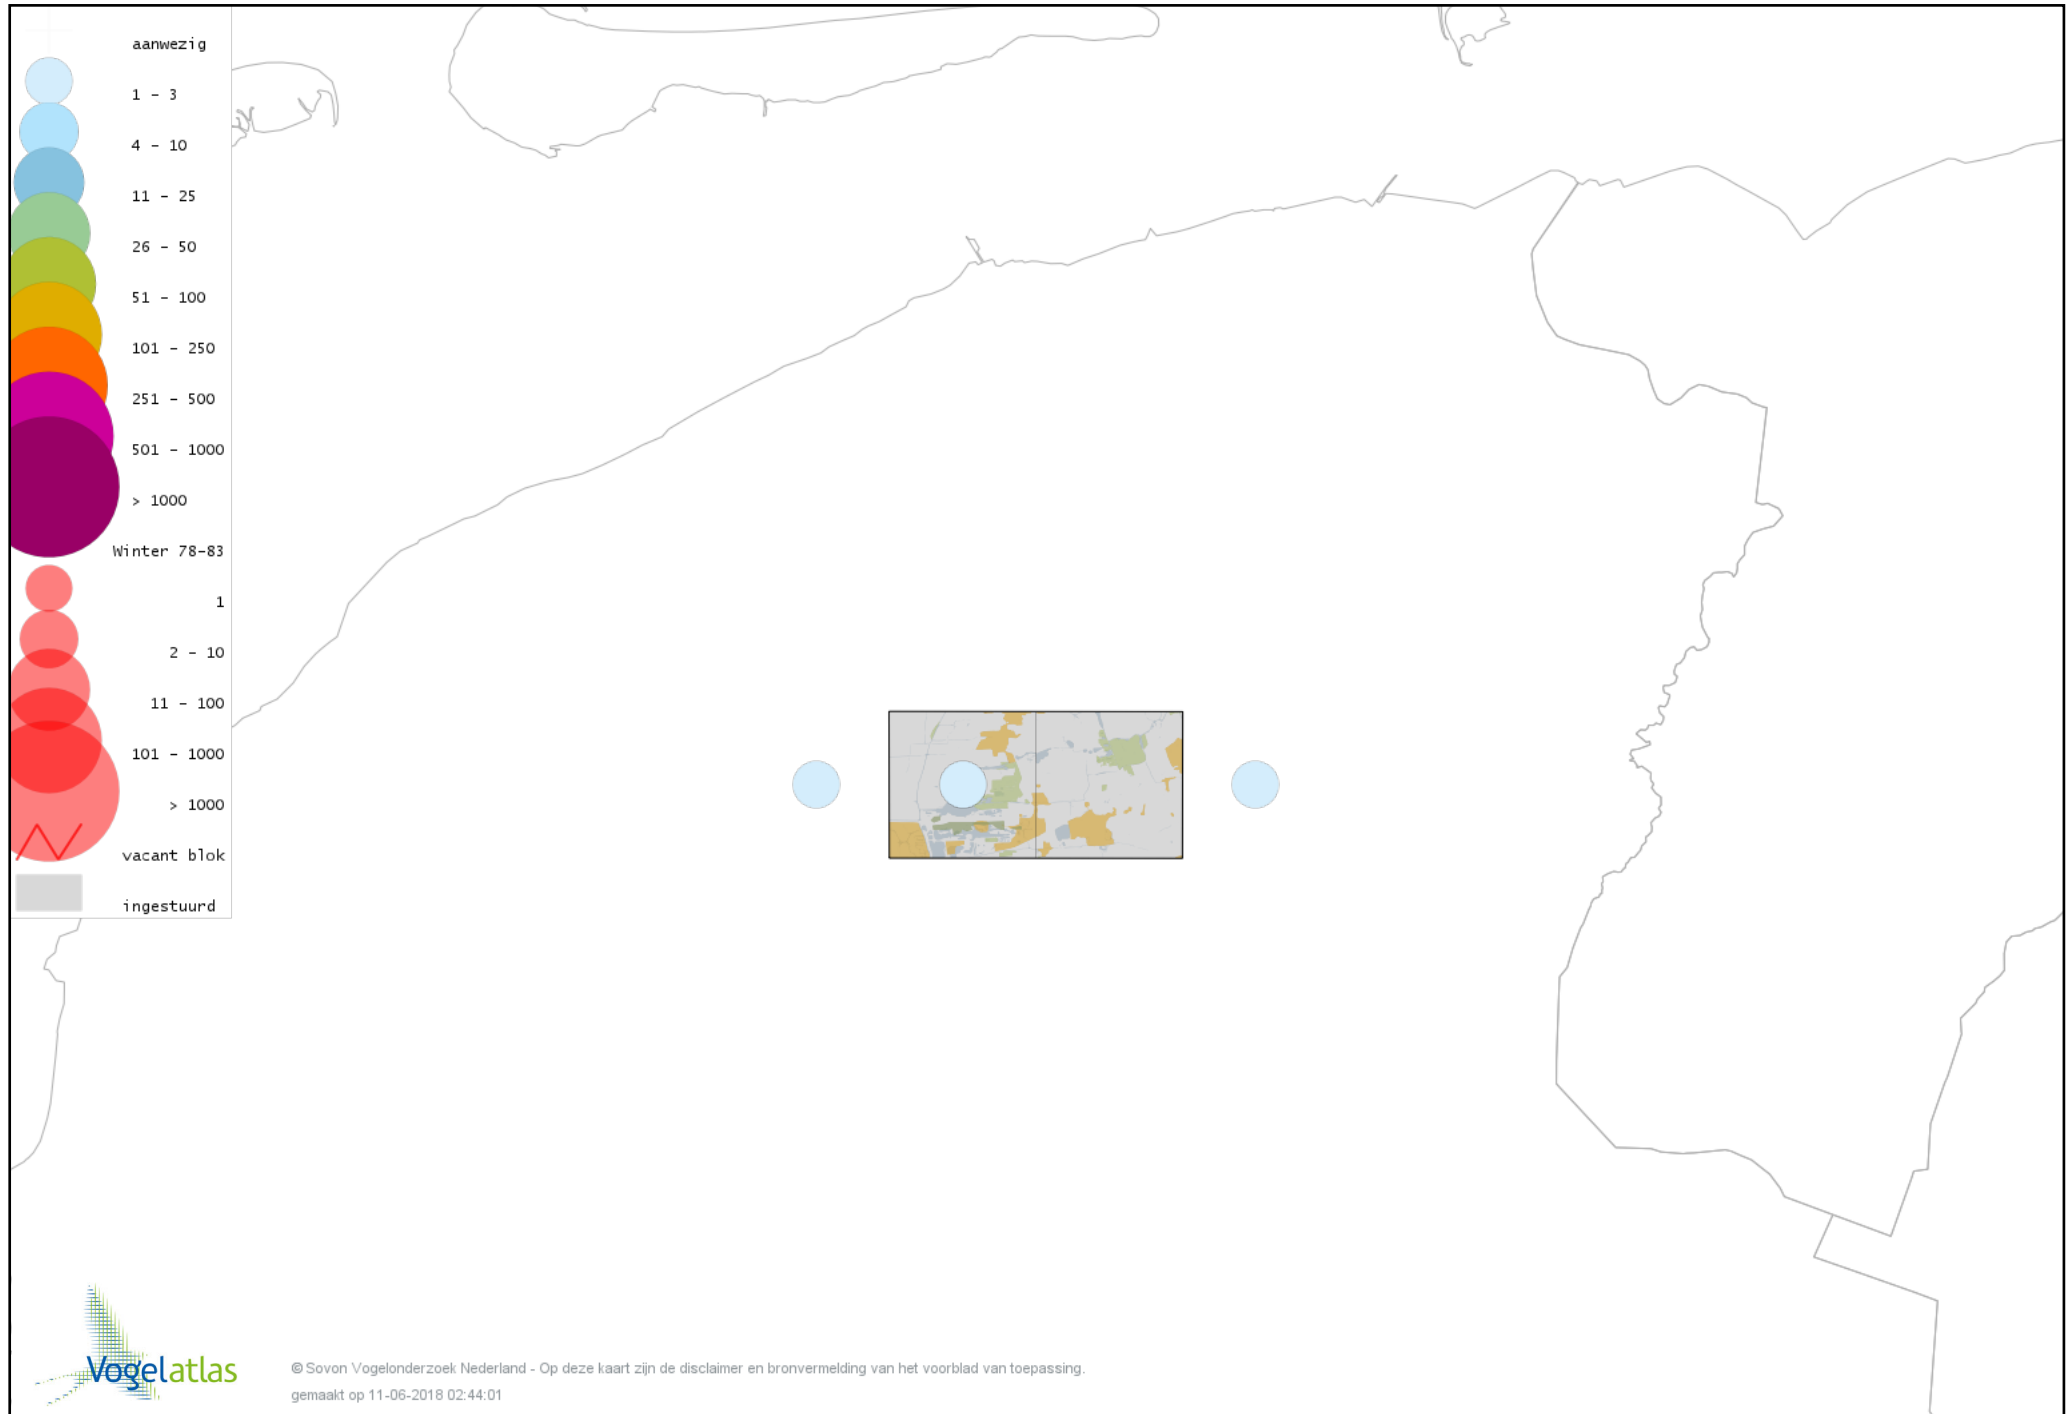 aanwezig
1 - 3
4 - 10
11 - 25
26 - 50
51 - 100
101 - 250
251 - 500
501 - 1000
> 1000
Winter 78-83
1
2 - 10
11 - 100
101 - 1000
> 1000
vacant blok
ingestuurd
Vogelatlas
© Sovon Vogelonderzoek Nederland - Op deze kaart zijn de disclaimer en bronvermelding van het voorblad van toepassing.
gemaakt op 11-06-2018 02:44:01